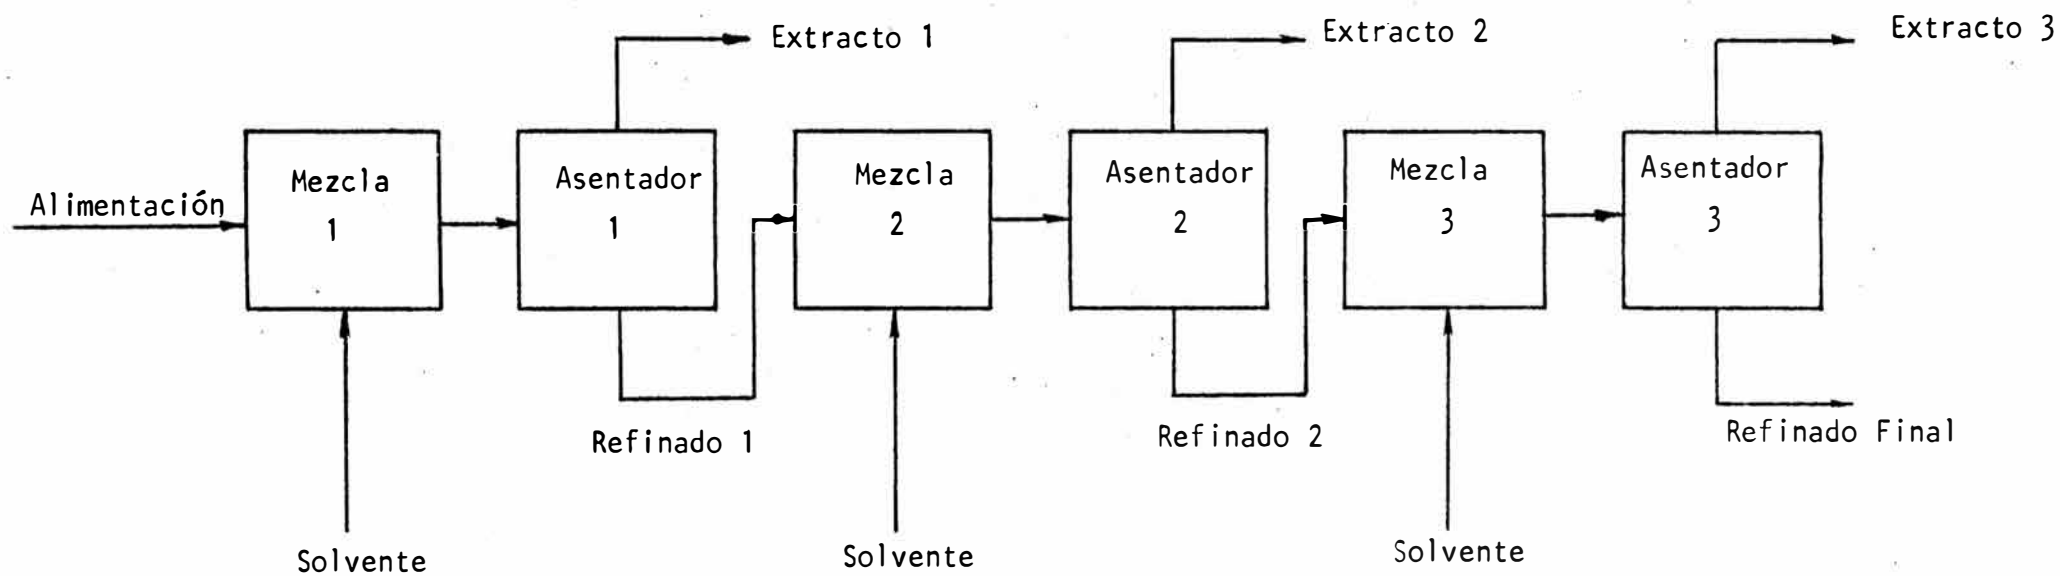 Extracto 1
Extracto 2
Extracto 3
Alimentación
Mezcla
1
Asentador
1
Mezcla
2
Asentador
2
Mezcla
3
Asentador
3
Refinado 1
Refinado 2
Refinado Final
Solvente
Solvente
Solvente